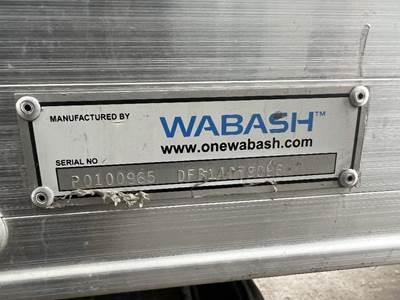 MANUFACTURED BY
WABASH™
www.onewabash.com
SERIAL NO
P0100965